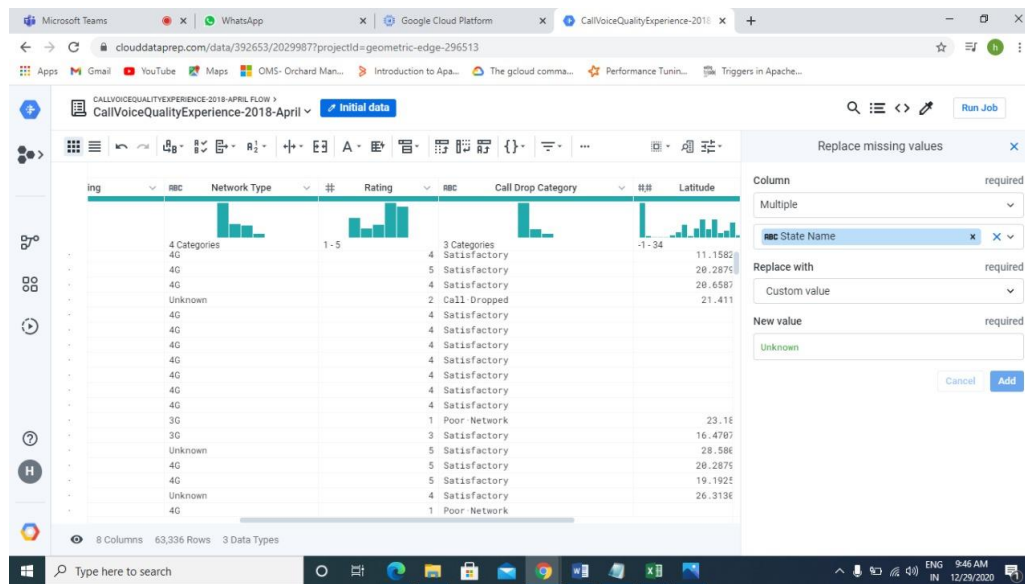 Microsoft Teams
WhatsApp
Google Cloud Platform
CallVoiceQualityExperience-2018
clouddataprep.com/data/392653/2029987?projectId=geometric-edge-296513
h
Apps Gmail YouTube Maps OMS- Orchard Man... Introduction to Apa... The gcloud comma... Performance Tunin... Triggers in Apache...
CALLVOICEQUALITYEXPERIENCE-2018-APRIL FLOW >
CallVoiceQualityExperience-2018-April
Initial data
Run Job
Replace missing values
ing
ABC Network Type
# Rating
ABC Call Drop Category
#.# Latitude
4 Categories
1 - 5
3 Categories
-1 - 34
4G 4 Satisfactory 11.1582
4G 5 Satisfactory 20.2879
4G 4 Satisfactory 20.6587
Unknown 2 Call Dropped 21.411
4G 4 Satisfactory
4G 4 Satisfactory
4G 4 Satisfactory
4G 4 Satisfactory
4G 4 Satisfactory
4G 4 Satisfactory
4G 4 Satisfactory
3G 1 Poor Network 23.18
3G 3 Satisfactory 16.4707
Unknown 5 Satisfactory 28.586
4G 5 Satisfactory 20.2879
4G 5 Satisfactory 19.1925
Unknown 4 Satisfactory 26.3136
4G 1 Poor Network
8 Columns 63,336 Rows 3 Data Types
Column required
Multiple
ABC State Name
Replace with required
Custom value
New value required
Unknown
Cancel Add
H
Type here to search
ENG 9:46 AM
IN 12/29/2020